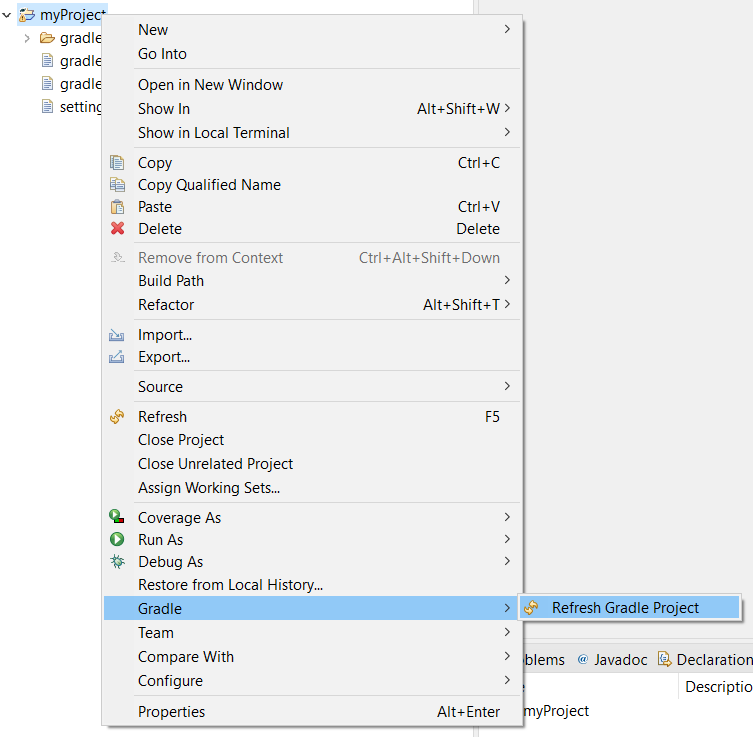 myProject
gradle
gradle
gradle
setting
New
Go Into
Open in New Window
Show In Alt+Shift+W
Show in Local Terminal
Copy Ctrl+C
Copy Qualified Name
Paste Ctrl+V
Delete Delete
Remove from Context Ctrl+Alt+Shift+Down
Build Path
Refactor Alt+Shift+T
Import...
Export...
Source
Refresh F5
Close Project
Close Unrelated Project
Assign Working Sets...
Coverage As
Run As
Debug As
Restore from Local History...
Gradle
Refresh Gradle Project
Team
Compare With
Configure
Properties Alt+Enter
blems @ Javadoc Declaration
Descriptio
myProject